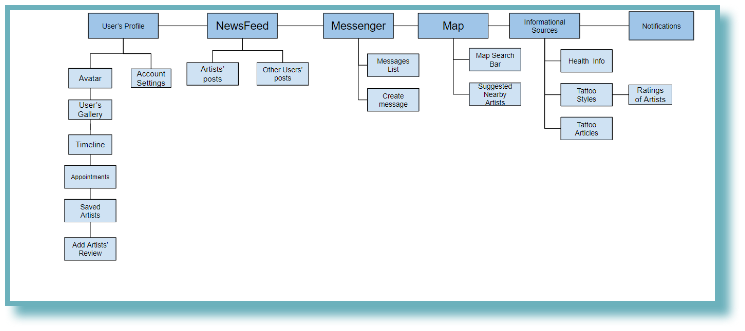 User's Profile
NewsFeed
Messenger
Map
Informational
Sources
Notifications
Avatar
Account
Settings
User's
Gallery
Timeline
Appointments
Saved
Artists
Add Artists'
Review
Artists'
posts
Other Users'
posts
Messages
List
Create
message
Map Search
Bar
Suggested
Nearby
Artists
Health Info
Tattoo
Styles
Ratings
of Artists
Tattoo
Articles